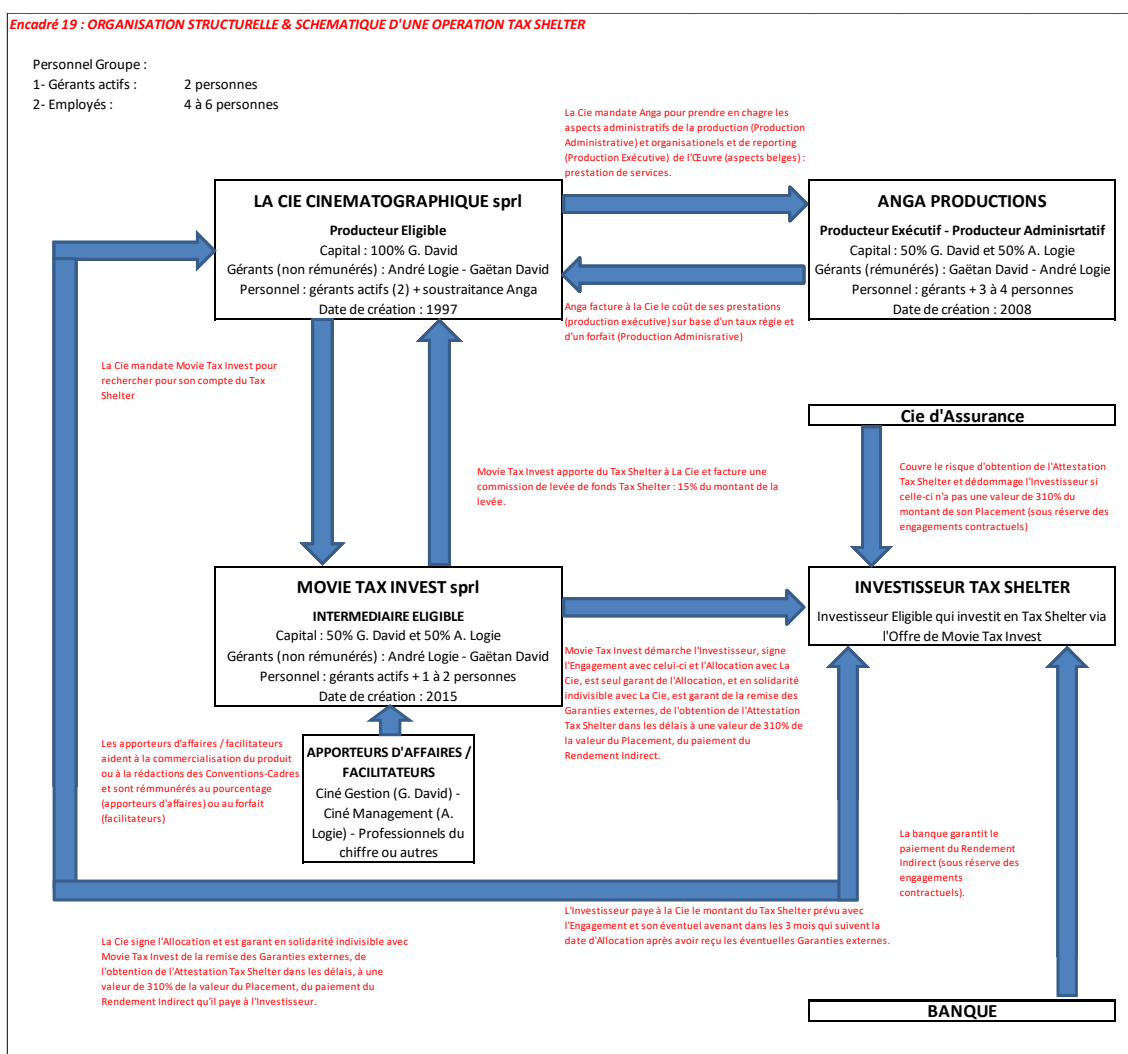 Encadré 19 : ORGANISATION STRUCTURELLE & SCHEMATIQUE D'UNE OPERATION TAX SHELTER
Personnel Groupe :
1- Gérants actifs : 2 personnes
2- Employés : 4 à 6 personnes
La Cie mandate Anga pour prendre en chagre les
aspects administratifs de la production (Production
Administrative) et organisationels et de reporting
(Production Exécutive) de l'Œuvre (aspects belges) :
prestation de services.
LA CIE CINEMATOGRAPHIQUE sprl
Producteur Eligible
Capital : 100% G. David
Gérants (non rémunérés) : André Logie - Gaëtan David
Personnel : gérants actifs (2) + soustraitance Anga
Date de création : 1997
ANGA PRODUCTIONS
Producteur Exécutif - Producteur Adminisrtatif
Capital : 50% G. David et 50% A. Logie
Gérants (rémunérés) : Gaëtan David - André Logie
Personnel : gérants + 3 à 4 personnes
Date de création : 2008
Anga facture à la Cie le coût de ses prestations
(production exécutive) sur base d'un taux régie et
d'un forfait (Production Adminisrative)
La Cie mandate Movie Tax Invest pour
rechercher pour son compte du Tax
Shelter
Cie d'Assurance
Movie Tax Invest apporte du Tax Shelter à La Cie et facture une
commission de levée de fonds Tax Shelter : 15% du montant de la
levée.
Couvre le risque d'obtention de l'Attestation
Tax Shelter et dédommage l'Investisseur si
celle-ci n'a pas une valeur de 310% du
montant de son Placement (sous réserve des
engagements contractuels)
MOVIE TAX INVEST sprl
INTERMEDIAIRE ELIGIBLE
Capital : 50% G. David et 50% A. Logie
Gérants (non rémunérés) : André Logie - Gaëtan David
Personnel : gérants actifs + 1 à 2 personnes
Date de création : 2015
INVESTISSEUR TAX SHELTER
Investisseur Eligible qui investit en Tax Shelter via
l'Offre de Movie Tax Invest
Movie Tax Invest démarche l'Investisseur, signe
l'Engagement avec celui-ci et l'Allocation avec La
Cie, est seul garant de l'Allocation, et en solidarité
indivisible avec La Cie, est garant de la remise des
Garanties externes, de l'obtention de l'Attestation
Tax Shelter dans les délais à une valeur de 310% de
la valeur du Placement, du paiement du
Rendement Indirect.
Les apporteurs d'affaires / facilitateurs
aident à la commercialisation du produit
ou à la rédactions des Conventions-Cadres
et sont rémmunérés au pourcentage
(apporteurs d'affaires) ou au forfait
(facilitateurs)
APPORTEURS D'AFFAIRES /
FACILITATEURS
Ciné Gestion (G. David) -
Ciné Management (A.
Logie) - Professionnels du
chiffre ou autres
La banque garantit le
paiement du Rendement
Indirect (sous réserve des
engagements
contractuels).
L'Investisseur paye à la Cie le montant du Tax Shelter prévu avec
l'Engagement et son éventuel avenant dans les 3 mois qui suivent la
date d'Allocation après avoir reçu les éventuelles Garanties externes.
La Cie signe l'Allocation et est garant en solidarité indivisible avec
Movie Tax Invest de la remise des Garanties externes, de
l'obtention de l'Attestation Tax Shelter dans les délais, à une
valeur de 310% de la valeur du Placement, du paiement du
Rendement Indirect qu'il paye à l'Investisseur.
BANQUE